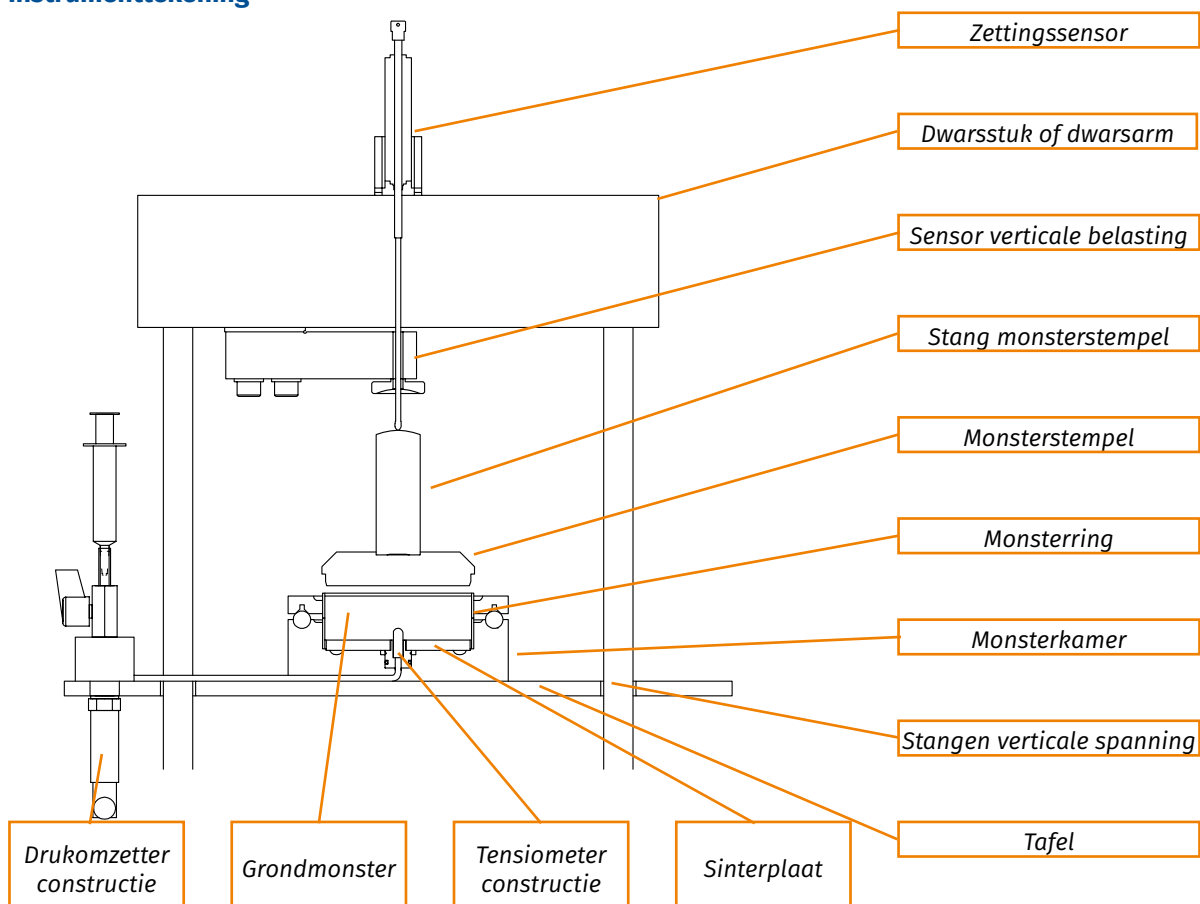 Instrumenttekening
Zettingssensor
Dwarsstuk of dwarsarm
Sensor verticale belasting
Stang monsterstempel
Monsterstempel
Monsterring
Monsterkamer
Stangen verticale spanning
Tafel
Drukomzetter
constructie
Grondmonster
Tensiometer
constructie
Sinterplaat